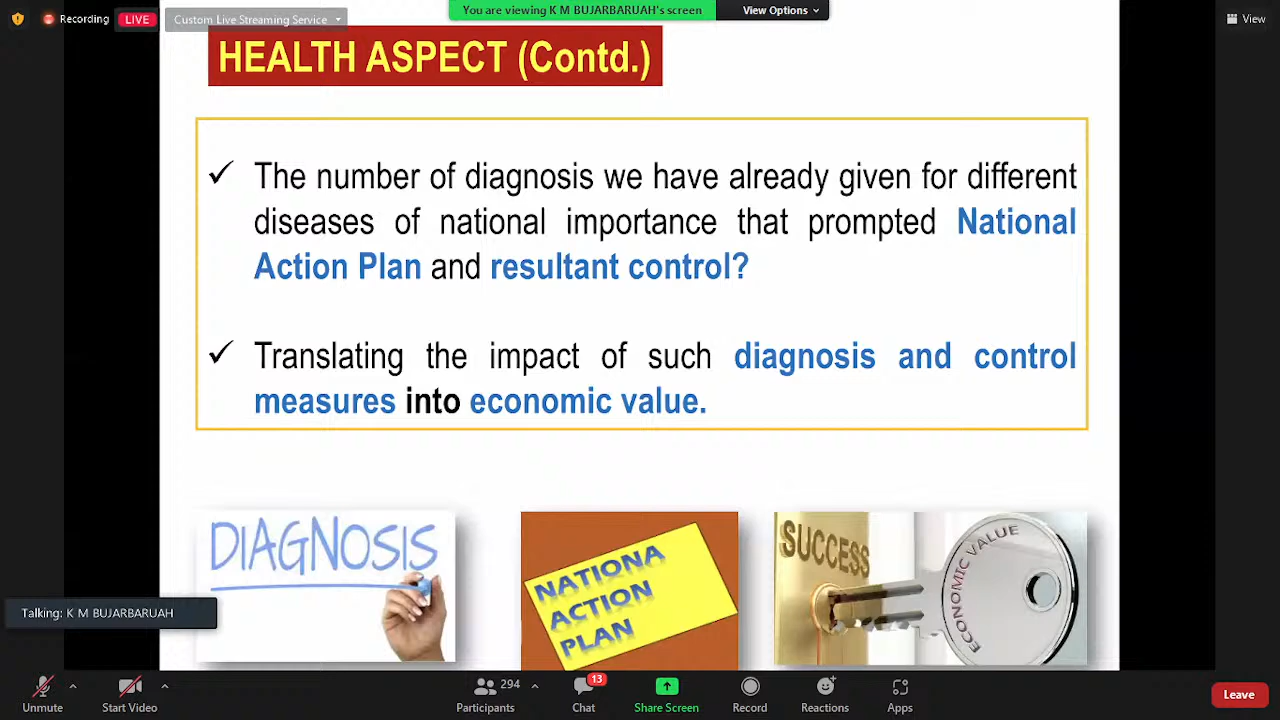 Recording
LIVE
Custom Live Streaming Service
You are viewing K M BUJARBARUAH's screen
View Options
View
HEALTH ASPECT (Contd.)
✓ The number of diagnosis we have already given for different
diseases of national importance that prompted National
Action Plan and resultant control?
✓ Translating the impact of such diagnosis and control
measures into economic value.
DIAGNOSIS
NATIONA
ACTION
PLAN
SUCCESS
ECONOMIC VALUE
Talking: K M BUJARBARUAH
Unmute
Start Video
294
Participants
13
Chat
Share Screen
Record
Reactions
Apps
Leave